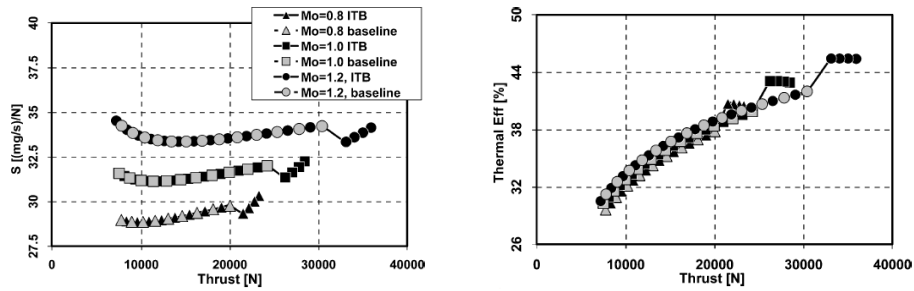 40
37.5
35
32.5
30
27.5
S [(mg/s)/N]
0
10000
20000
30000
40000
Thrust [N]
Mo=0.8 ITB
Mo=0.8 baseline
Mo=1.0 ITB
Mo=1.0 baseline
Mo=1.2, ITB
Mo=1.2, baseline
50
44
38
32
26
Thermal Eff [%]
0
10000
20000
30000
40000
Thrust [N]